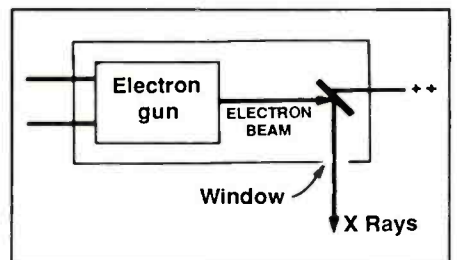 Electron
gun
ELECTRON
BEAM
++
Window
X Rays